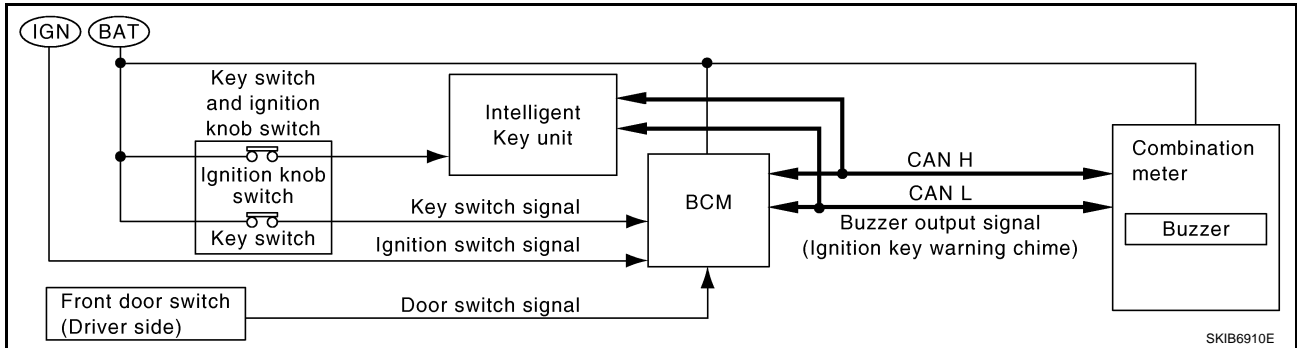 IGN
BAT
Key switch
and ignition
knob switch
Ignition knob
switch
Key switch
Intelligent
Key unit
BCM
CAN H
CAN L
Buzzer output signal
(Ignition key warning chime)
Combination
meter
Buzzer
Key switch signal
Ignition switch signal
Front door switch
(Driver side)
Door switch signal
SKIB6910E